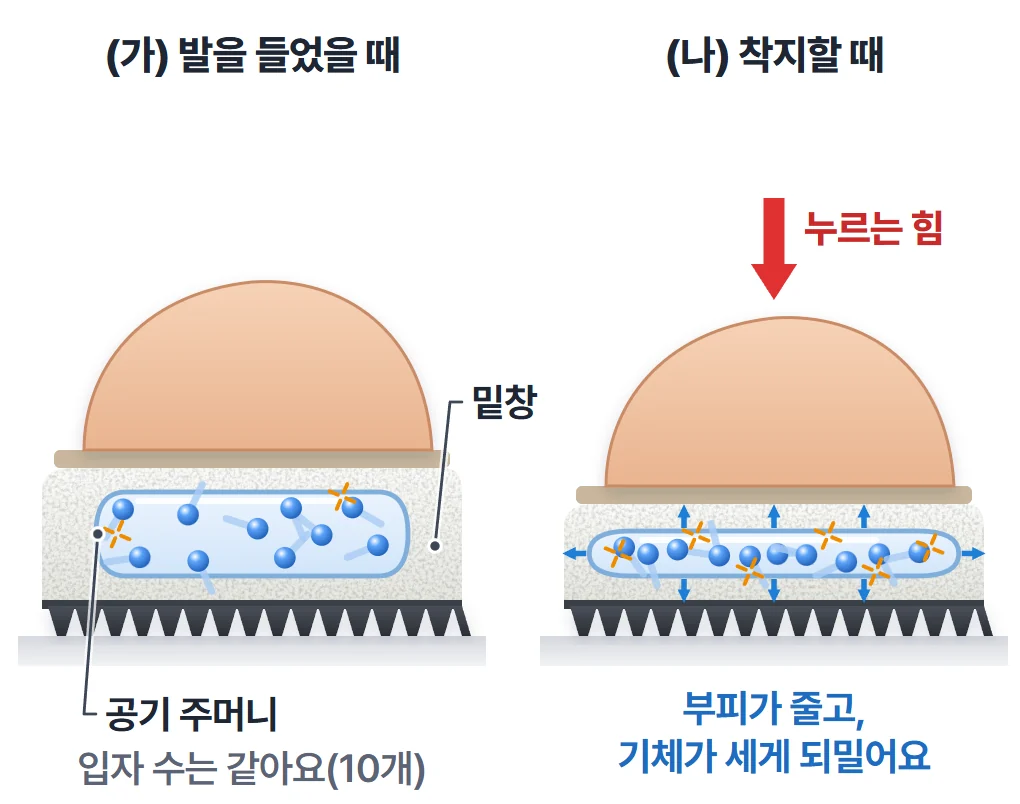 (가) 발을 들었을 때
(나) 착지할 때
누르는 힘
밑창
공기 주머니
입자 수는 같아요(10개)
부피가 줄고,
기체가 세게 되밀어요